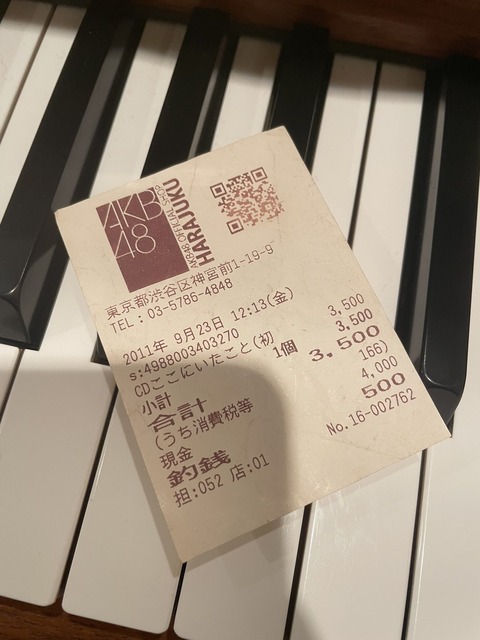 AKB
48
AKB48 OFFICIAL SHOP
HARAJUKU
東京都渋谷区神宮前1-19-9
TEL：03-5786-4848
2011年 9月23日 12:13(金)
s:4988003403270 3,500
CDここにいたこと(初 1個 3,500
小計 3,500
合計 3,500
(うち消費税等 166)
現金 4,000
釣銭 500
担:052 店:01 No.16-002762